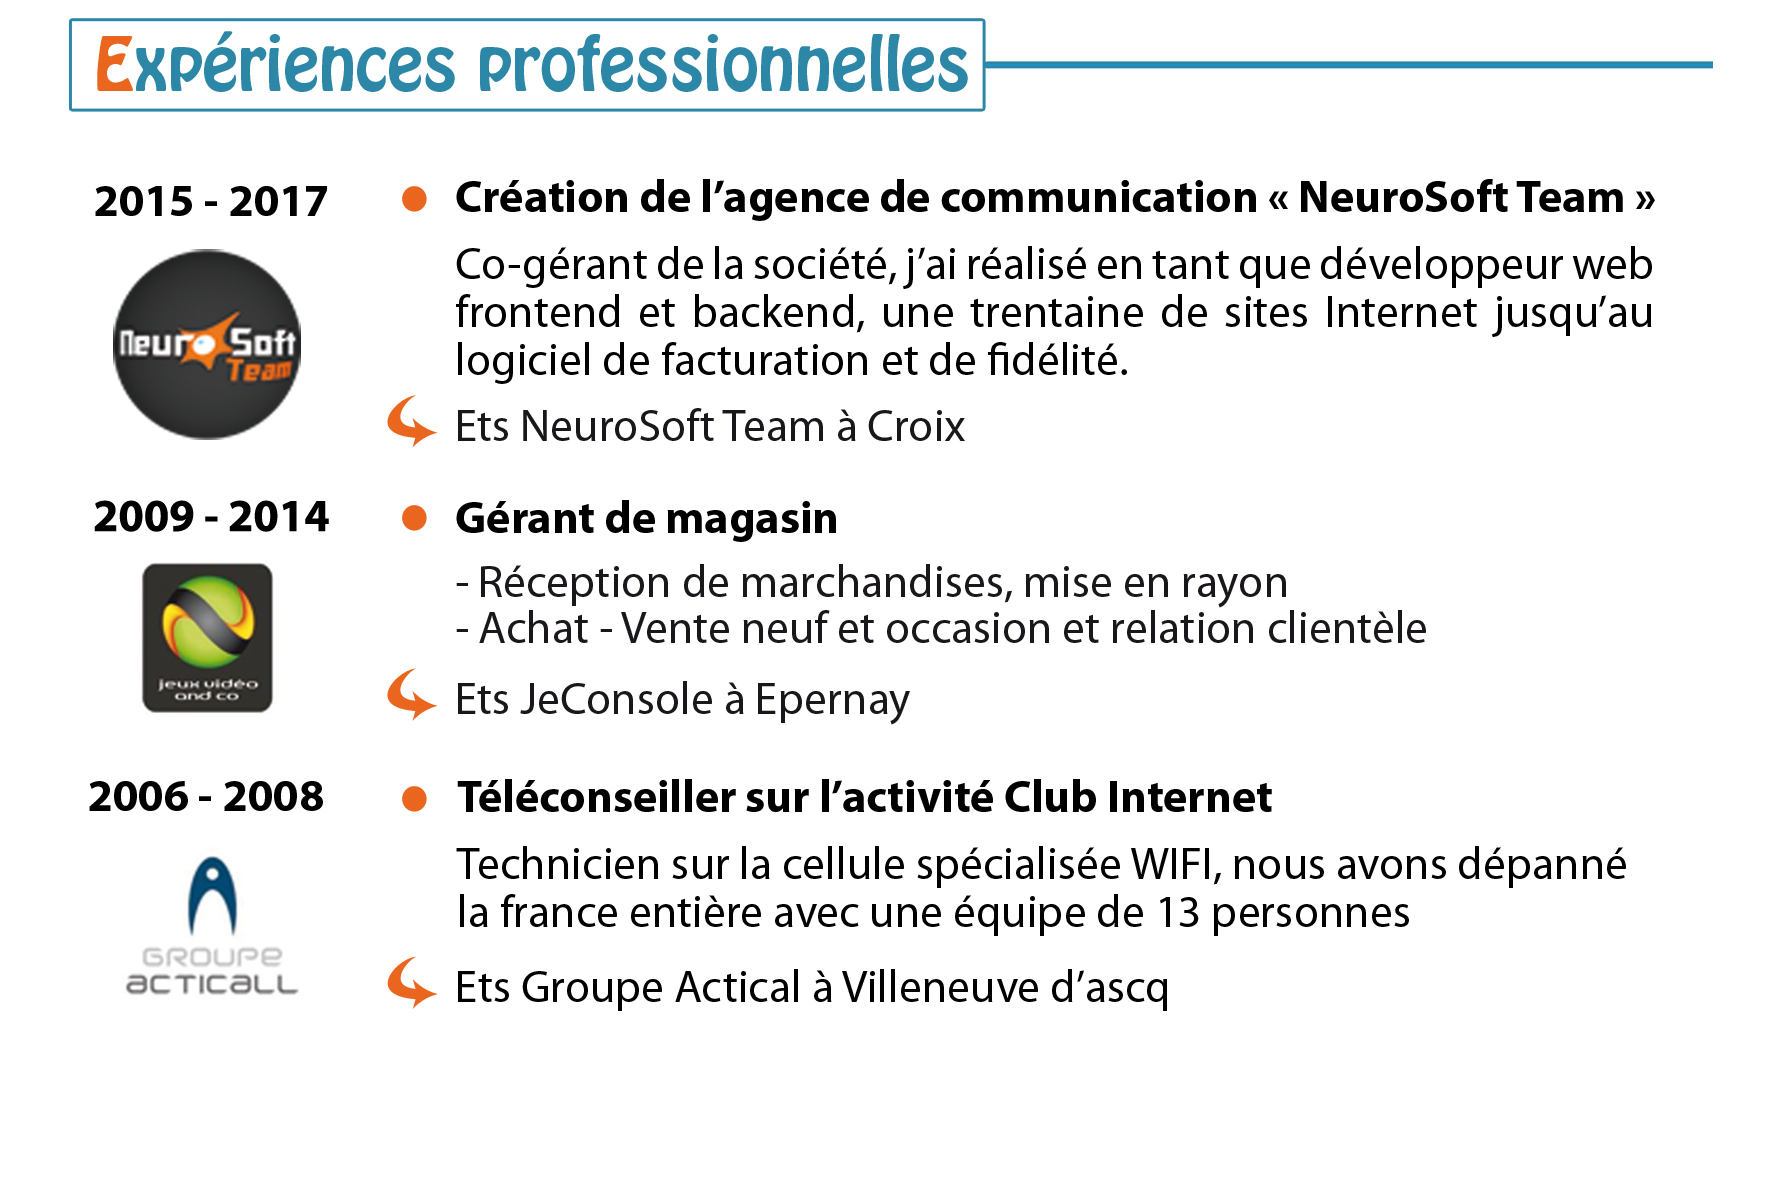 Expériences professionnelles
2015 - 2017
Création de l’agence de communication « NeuroSoft Team »
Neuro Soft
Team
Co-gérant de la société, j’ai réalisé en tant que développeur web
frontend et backend, une trentaine de sites Internet jusqu’au
logiciel de facturation et de fidélité.
Ets NeuroSoft Team à Croix
2009 - 2014
Gérant de magasin
jeux vidéo
and co
- Réception de marchandises, mise en rayon
- Achat - Vente neuf et occasion et relation clientèle
Ets JeConsole à Epernay
2006 - 2008
Téléconseiller sur l’activité Club Internet
GROUPE
ACTICALL
Technicien sur la cellule spécialisée WIFI, nous avons dépanné
la france entière avec une équipe de 13 personnes
Ets Groupe Actical à Villeneuve d’ascq